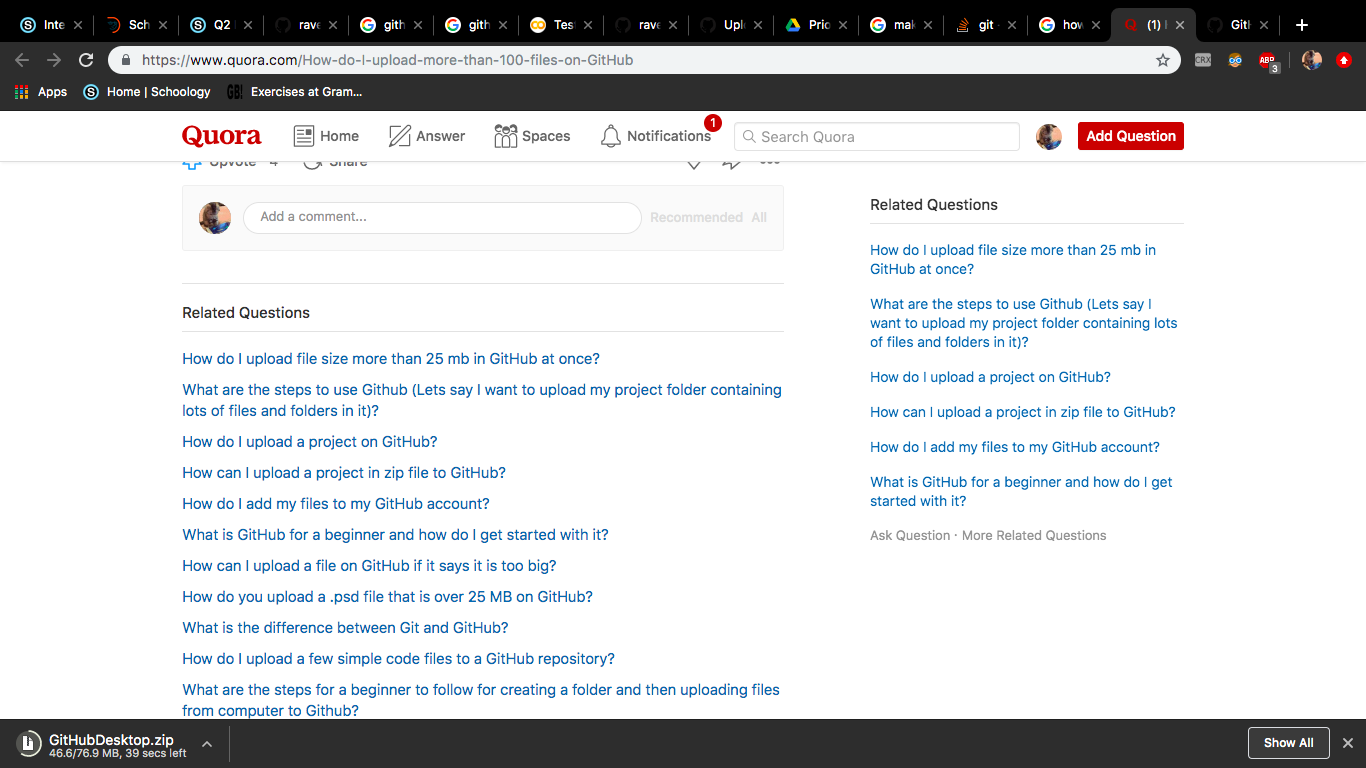 Inte
Sch
Q2
rave
gith
gith
Tes
rave
Uplo
Prio
mak
git
how
(1)
Gith
https://www.quora.com/How-do-I-upload-more-than-100-files-on-GitHub
CRX
ABP
3
Apps
Home | Schoology
GB!
Exercises at Gram...
Quora
Home
Answer
Spaces
Notifications
1
Search Quora
Add Question
Upvote 4
Share
Add a comment...
Recommended All
Related Questions
How do I upload file size more than 25 mb in GitHub at once?
What are the steps to use Github (Lets say I want to upload my project folder containing
lots of files and folders in it)?
How do I upload a project on GitHub?
How can I upload a project in zip file to GitHub?
How do I add my files to my GitHub account?
What is GitHub for a beginner and how do I get started with it?
How can I upload a file on GitHub if it says it is too big?
How do you upload a .psd file that is over 25 MB on GitHub?
What is the difference between Git and GitHub?
How do I upload a few simple code files to a GitHub repository?
What are the steps for a beginner to follow for creating a folder and then uploading files
from computer to Github?
Related Questions
How do I upload file size more than 25 mb in
GitHub at once?
What are the steps to use Github (Lets say I
want to upload my project folder containing lots
of files and folders in it)?
How do I upload a project on GitHub?
How can I upload a project in zip file to GitHub?
How do I add my files to my GitHub account?
What is GitHub for a beginner and how do I get
started with it?
Ask Question · More Related Questions
GitHubDesktop.zip
46.6/76.9 MB, 39 secs left
Show All